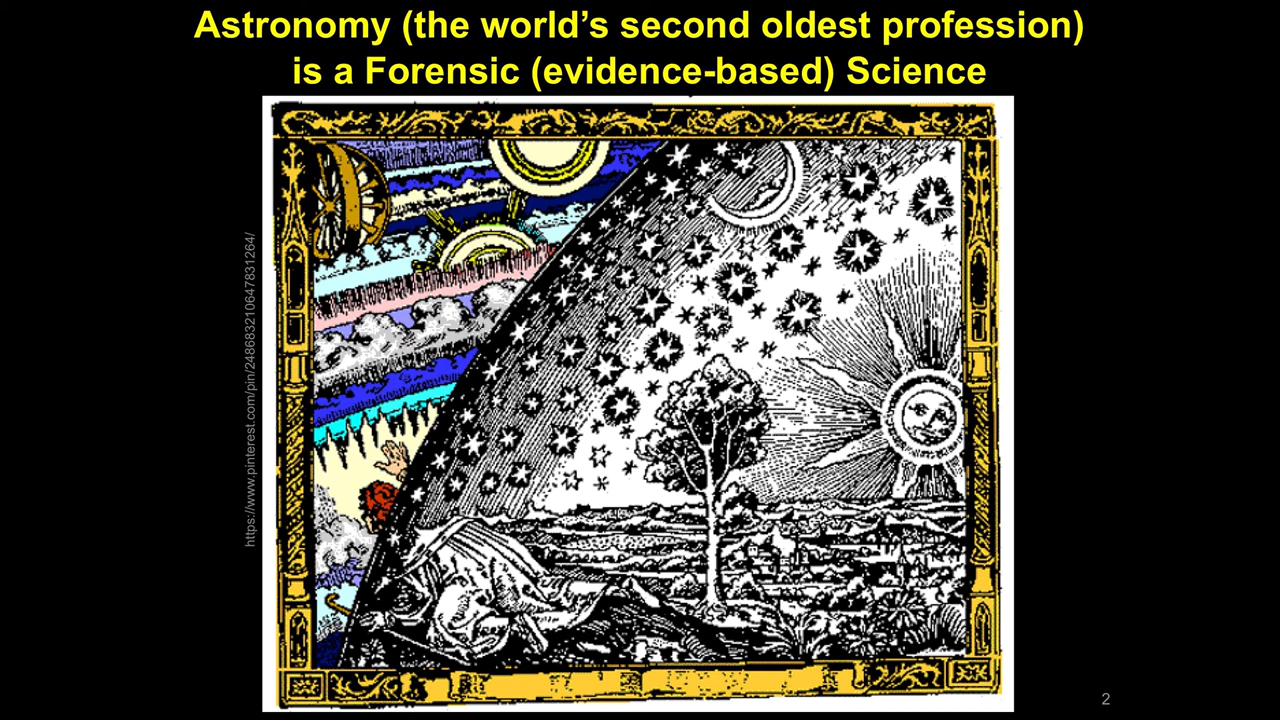 Astronomy (the world’s second oldest profession)
is a Forensic (evidence-based) Science
https://www.pinterest.com/pin/248683210647831264/
2